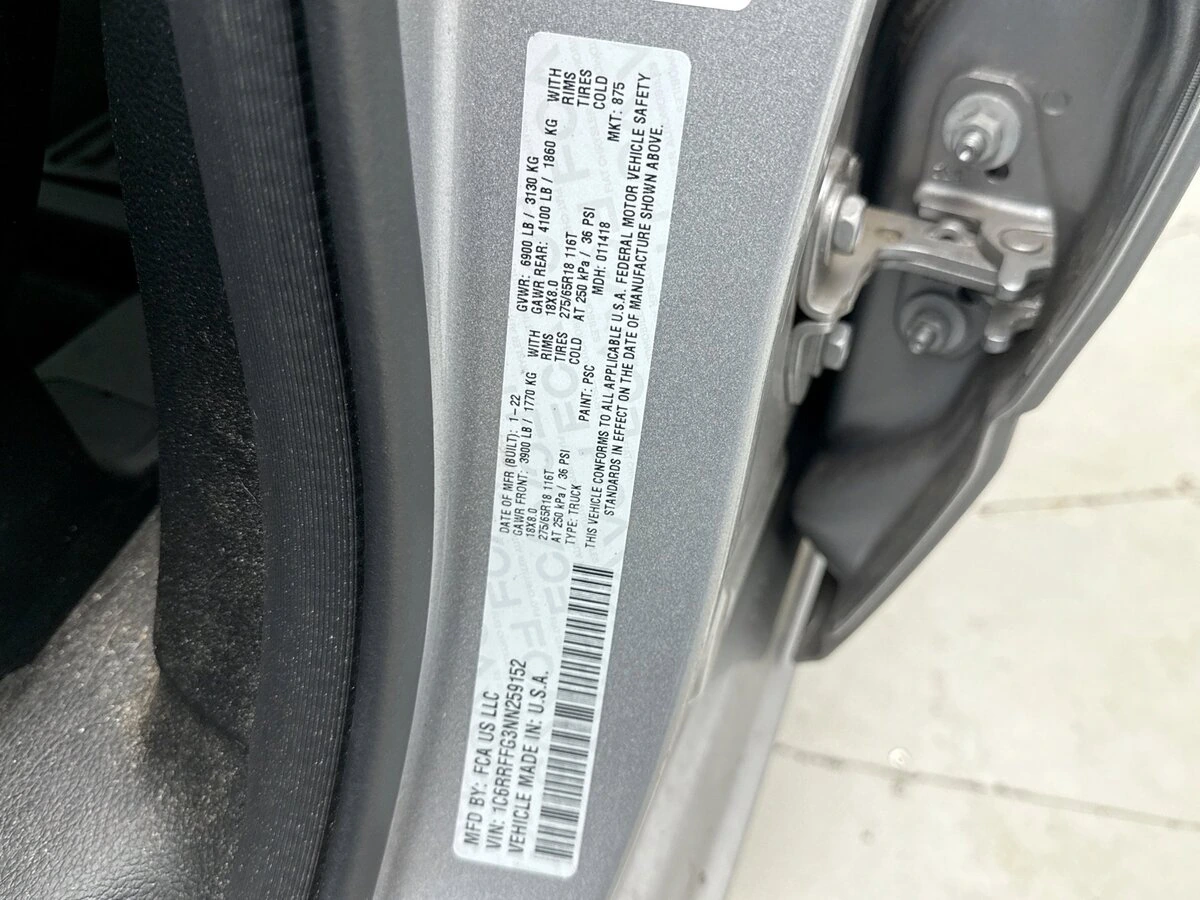 MFD BY: FCA US LLC
VIN: 1C6RRFFG3NN259152
VEHICLE MADE IN: U.S.A.
DATE OF MFR (BUILT): 1-22
GAWR FRONT: 3900 LB / 1770 KG WITH
18X8.0 RIMS
275/65R18 116T TIRES
AT 250 kPa / 36 PSI COLD
TYPE: TRUCK
PAINT: PSC
GVWR: 6900 LB / 3130 KG
GAWR REAR: 4100 LB / 1860 KG WITH
18X8.0 RIMS
275/65R18 116T TIRES
AT 250 kPa / 36 PSI COLD
MDH: 011418
MKT: 875
THIS VEHICLE CONFORMS TO ALL APPLICABLE U.S.A. FEDERAL MOTOR VEHICLE SAFETY
STANDARDS IN EFFECT ON THE DATE OF MANUFACTURE SHOWN ABOVE.